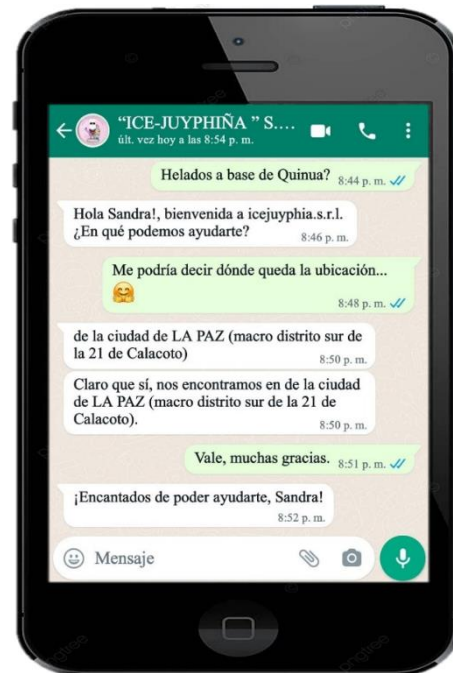 “ICE-JUYPHIÑA ” S....
últ. vez hoy a las 8:54 p. m.
Helados a base de Quinua? 8:44 p. m.
Hola Sandra!, bienvenida a icejuyphia.s.r.l.
¿En qué podemos ayudarte? 8:46 p. m.
Me podría decir dónde queda la ubicación...
8:48 p. m.
de la ciudad de LA PAZ (macro distrito sur de
la 21 de Calacoto) 8:50 p. m.
Claro que sí, nos encontramos en de la ciudad
de LA PAZ (macro distrito sur de la 21 de
Calacoto). 8:50 p. m.
Vale, muchas gracias. 8:51 p. m.
¡Encantados de poder ayudarte, Sandra!
8:52 p. m.
Mensaje
pngtree
pngtree